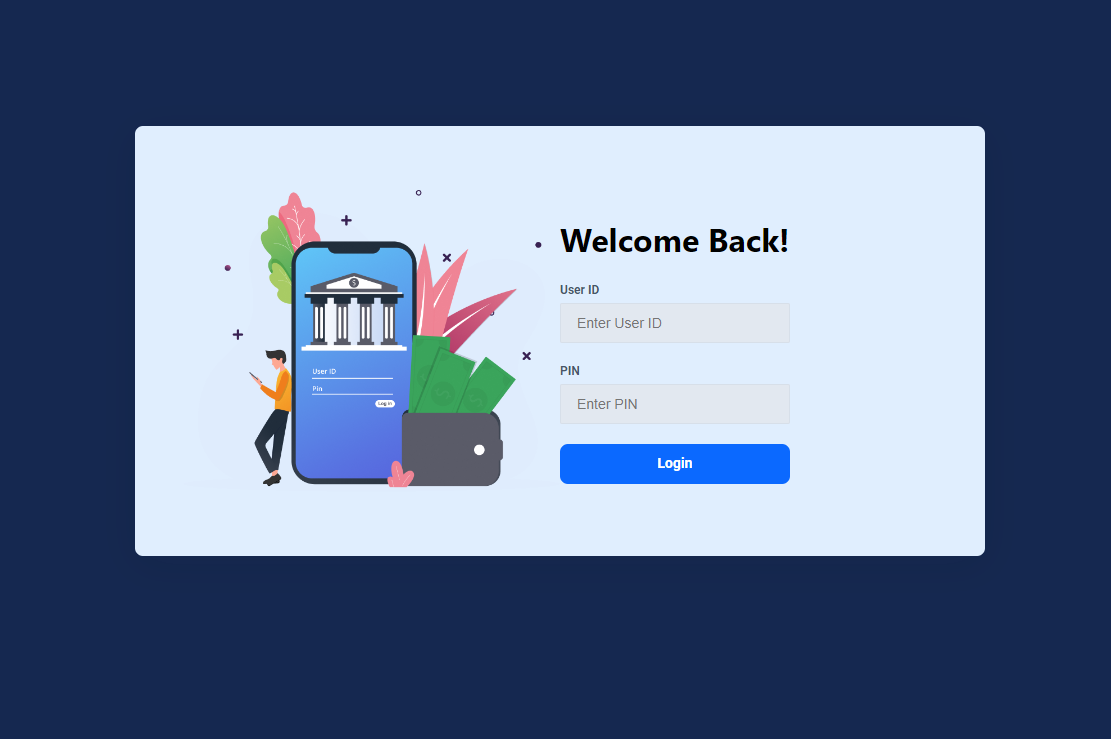 Welcome Back!
User ID
Enter User ID
PIN
Enter PIN
Login
$
User ID
Pin
Log in